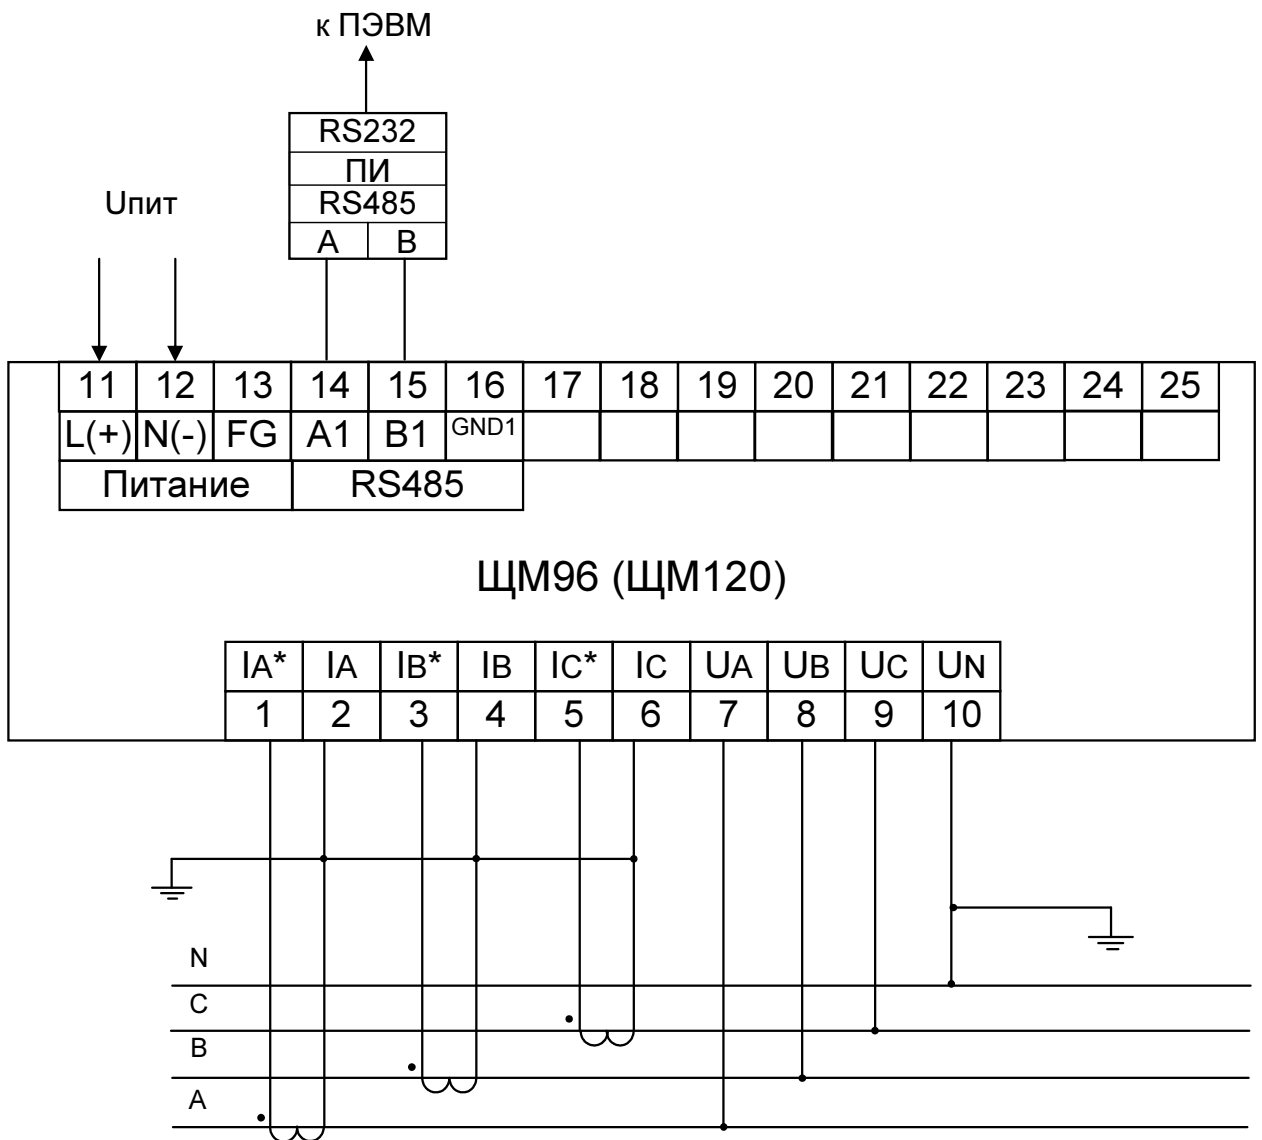 к ПЭВМ
RS232
ПИ
RS485
A B
Uпит
11 12 13 14 15 16 17 18 19 20 21 22 23 24 25
L(+) N(-) FG A1 B1 GND1
Питание RS485
ЩМ96 (ЩМ120)
IA* IA IB* IB IC* IC UA UB UC UN
1 2 3 4 5 6 7 8 9 10
N
C
B
A